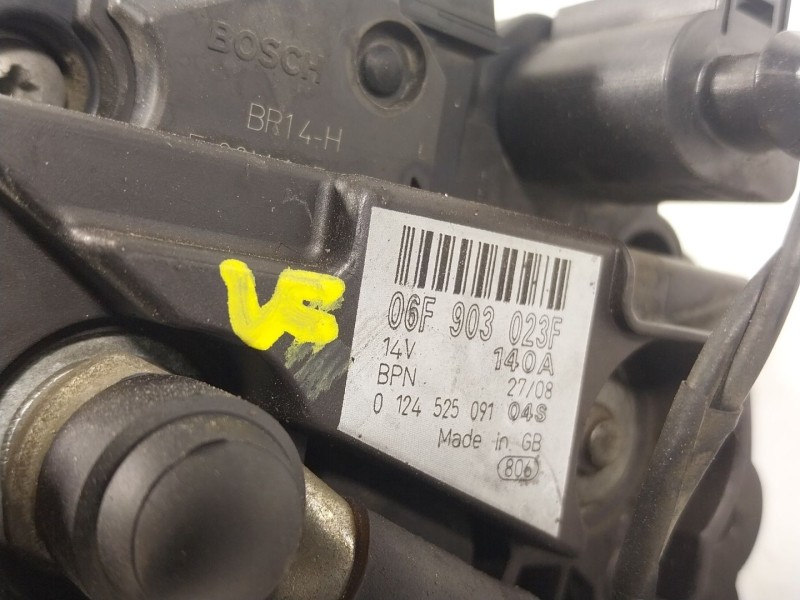 BOSCH
BR14-H
VF
06F 903 023F
14V 140A
BPN 27/08
0 124 525 091 04S
Made in GB
806